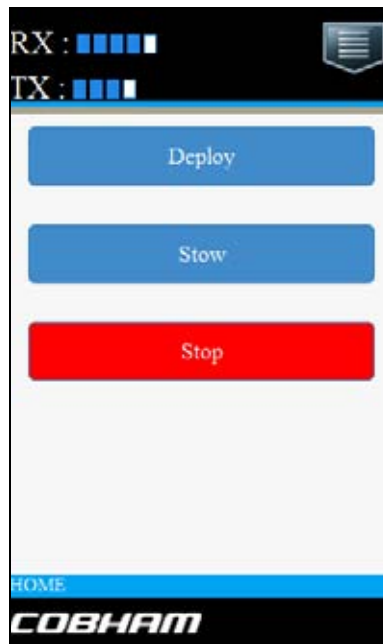 RX :
TX :
Deploy
Stow
Stop
HOME
COBHAM